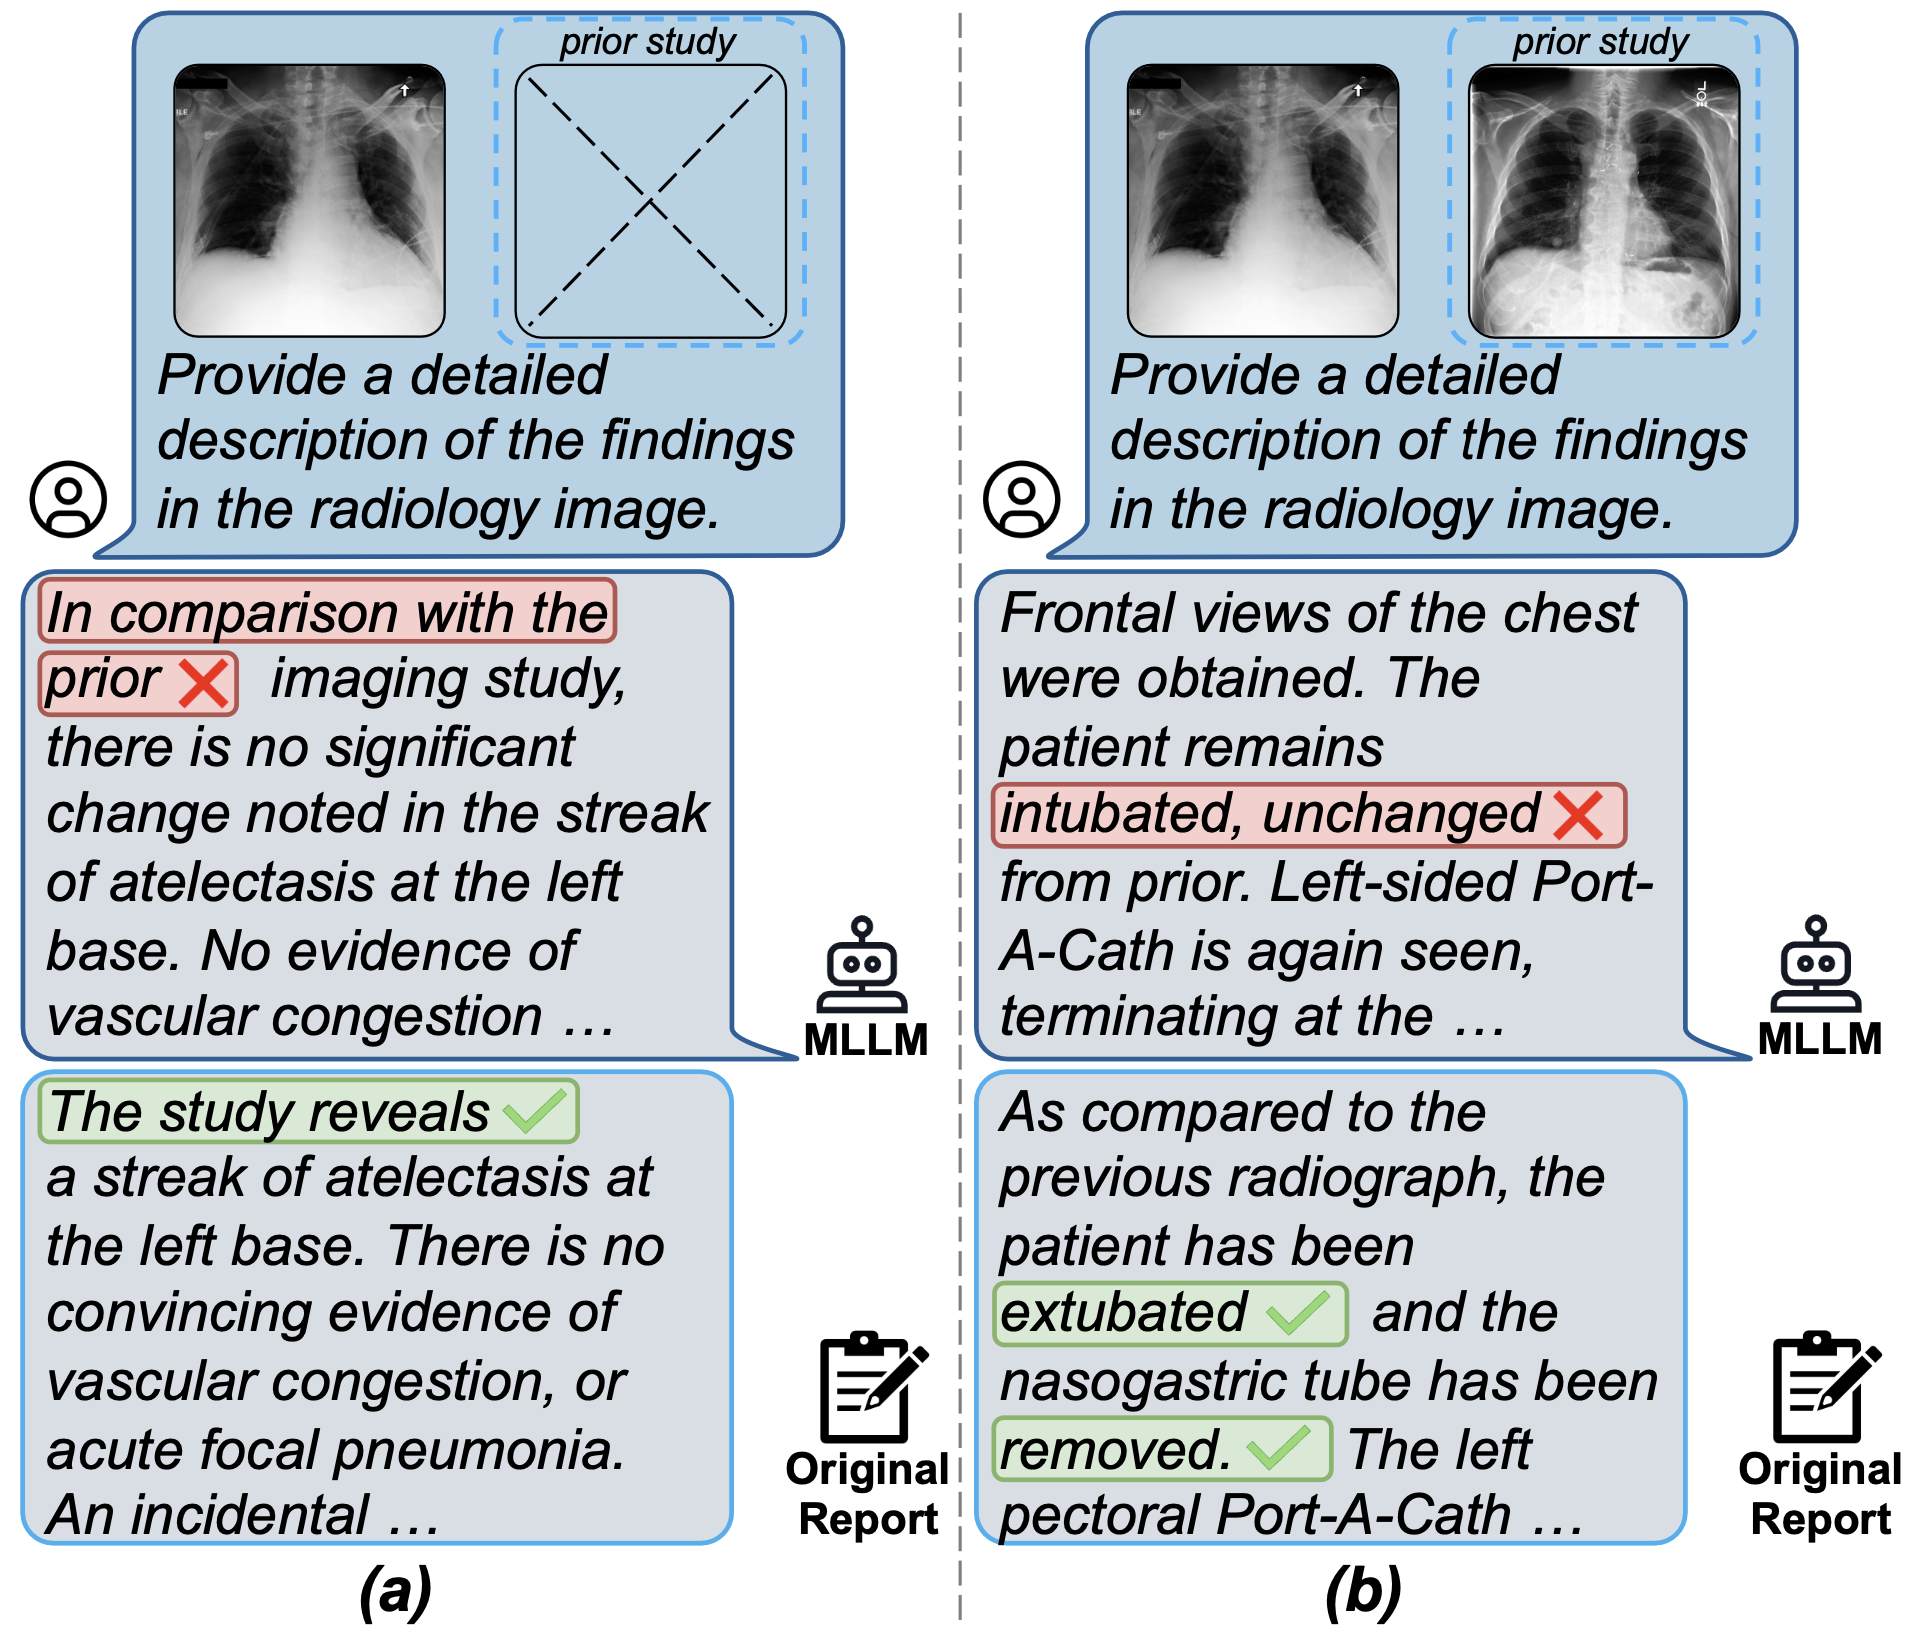 prior study
Provide a detailed
description of the findings
in the radiology image.
In comparison with the
prior imaging study,
there is no significant
change noted in the streak
of atelectasis at the left
base. No evidence of
vascular congestion …
MLLM
The study reveals
a streak of atelectasis at
the left base. There is no
convincing evidence of
vascular congestion, or
acute focal pneumonia.
An incidental …
Original
Report
(a)
prior study
Provide a detailed
description of the findings
in the radiology image.
Frontal views of the chest
were obtained. The
patient remains
intubated, unchanged
from prior. Left-sided Port-
A-Cath is again seen,
terminating at the …
MLLM
As compared to the
previous radiograph, the
patient has been
extubated and the
nasogastric tube has been
removed. The left
pectoral Port-A-Cath …
Original
Report
(b)